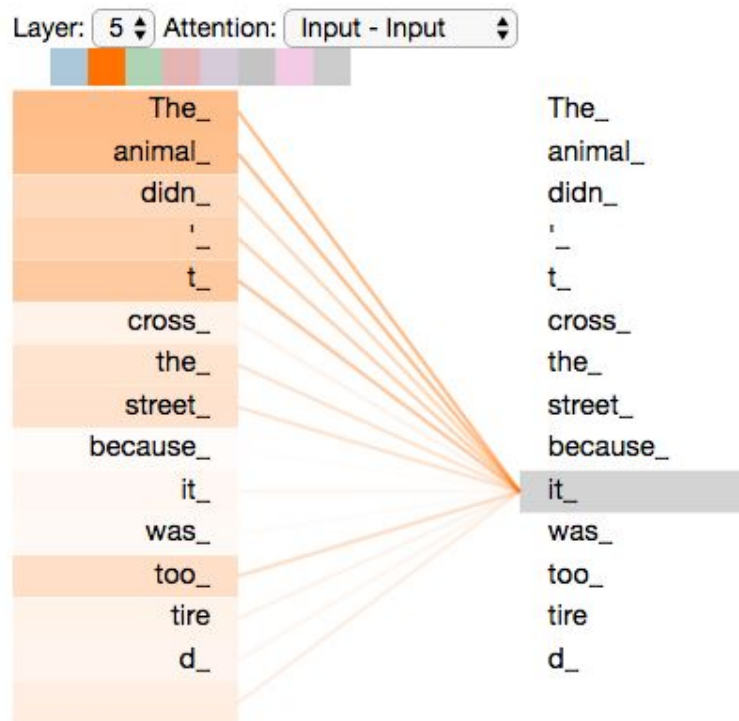 Layer: 5 Attention: Input - Input
The_ The_
animal_ animal_
didn_ didn_
'_ '_
t_ t_
cross_ cross_
the_ the_
street_ street_
because_ because_
it_ it_
was_ was_
too_ too_
tire tire
d_ d_